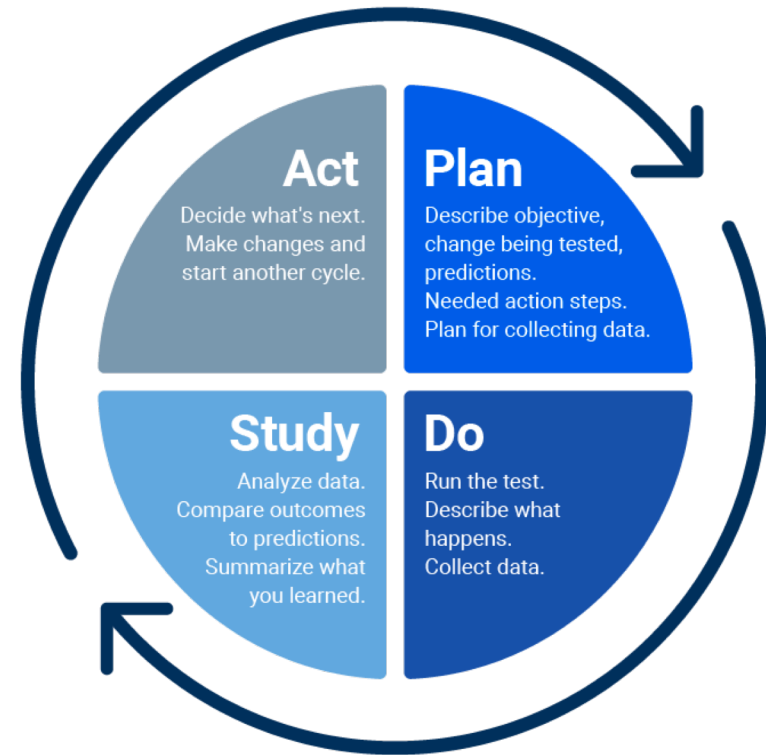 Act
Decide what's next.
Make changes and
start another cycle.
Plan
Describe objective,
change being tested,
predictions.
Needed action steps.
Plan for collecting data.
Study
Analyze data.
Compare outcomes
to predictions.
Summarize what
you learned.
Do
Run the test.
Describe what
happens.
Collect data.